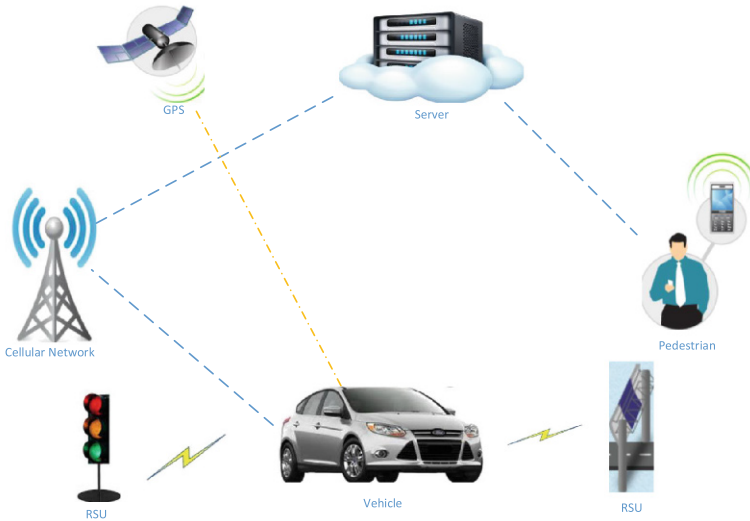 GPS
Server
Cellular Network
Pedestrian
RSU
Vehicle
RSU